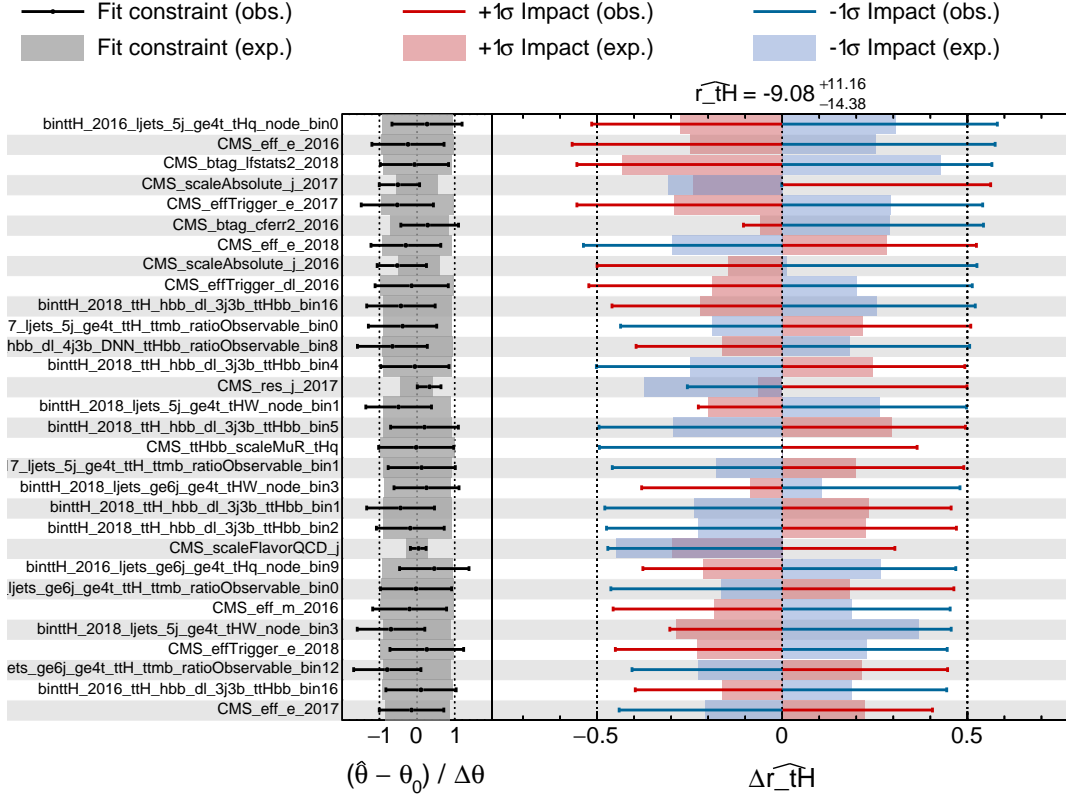 Fit constraint (obs.)
+1σ Impact (obs.)
-1σ Impact (obs.)
Fit constraint (exp.)
+1σ Impact (exp.)
-1σ Impact (exp.)
r_tH = -9.08 +11.16 −14.38
binttH_2016_ljets_5j_ge4t_tHq_node_bin0
CMS_eff_e_2016
CMS_btag_lfstats2_2018
CMS_scaleAbsolute_j_2017
CMS_effTrigger_e_2017
CMS_btag_cferr2_2016
CMS_eff_e_2018
CMS_scaleAbsolute_j_2016
CMS_effTrigger_dl_2016
binttH_2018_ttH_hbb_dl_3j3b_ttHbb_bin16
7_ljets_5j_ge4t_ttH_ttmb_ratioObservable_bin0
hbb_dl_4j3b_DNN_ttHbb_ratioObservable_bin8
binttH_2018_ttH_hbb_dl_3j3b_ttHbb_bin4
CMS_res_j_2017
binttH_2018_ljets_5j_ge4t_tHW_node_bin1
binttH_2018_ttH_hbb_dl_3j3b_ttHbb_bin5
CMS_ttHbb_scaleMuR_tHq
17_ljets_5j_ge4t_ttH_ttmb_ratioObservable_bin1
binttH_2018_ljets_ge6j_ge4t_tHW_node_bin3
binttH_2018_ttH_hbb_dl_3j3b_ttHbb_bin1
binttH_2018_ttH_hbb_dl_3j3b_ttHbb_bin2
CMS_scaleFlavorQCD_j
binttH_2016_ljets_ge6j_ge4t_tHq_node_bin9
_ljets_ge6j_ge4t_ttH_ttmb_ratioObservable_bin0
CMS_eff_m_2016
binttH_2018_ljets_5j_ge4t_tHW_node_bin3
CMS_effTrigger_e_2018
ets_ge6j_ge4t_ttH_ttmb_ratioObservable_bin12
binttH_2016_ttH_hbb_dl_3j3b_ttHbb_bin16
CMS_eff_e_2017
−1 0 1
−0.5 0 0.5
(θ̂ − θ₀) / Δθ
Δr_tH